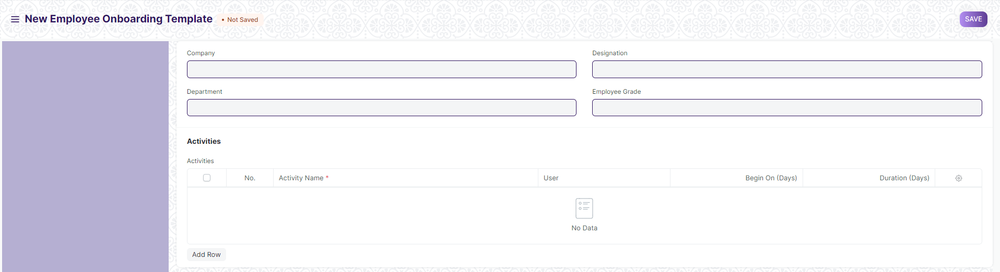 New Employee Onboarding Template • Not Saved SAVE
Company Designation
Department Employee Grade
Activities
Activities
No. Activity Name * User Begin On (Days) Duration (Days)
No Data
Add Row